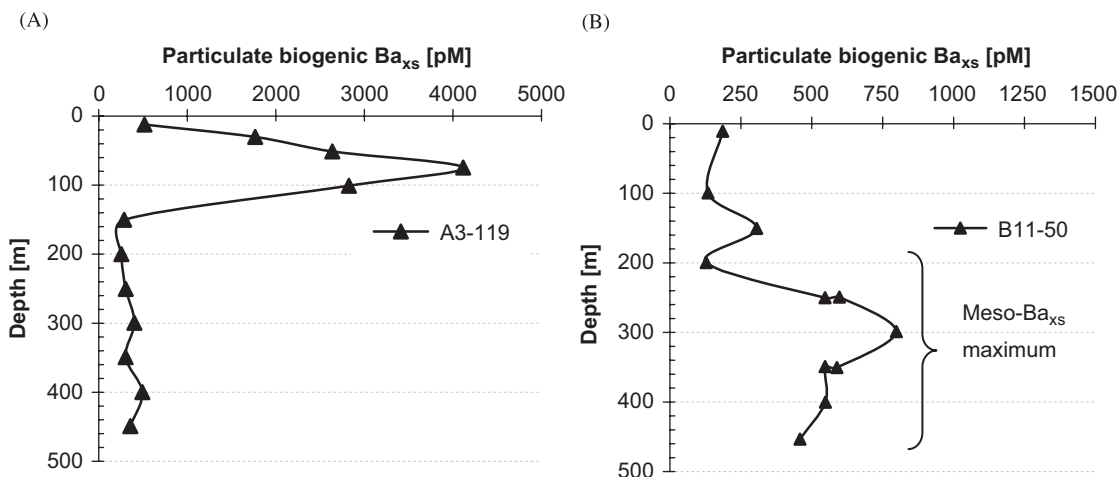 (A)
Particulate biogenic Baxs [pM]
0 1000 2000 3000 4000 5000
0
100
200
300
400
500
Depth [m]
A3-119
(B)
Particulate biogenic Baxs [pM]
0 250 500 750 1000 1250 1500
0
100
200
300
400
500
Depth [m]
B11-50
Meso-Baxs
maximum